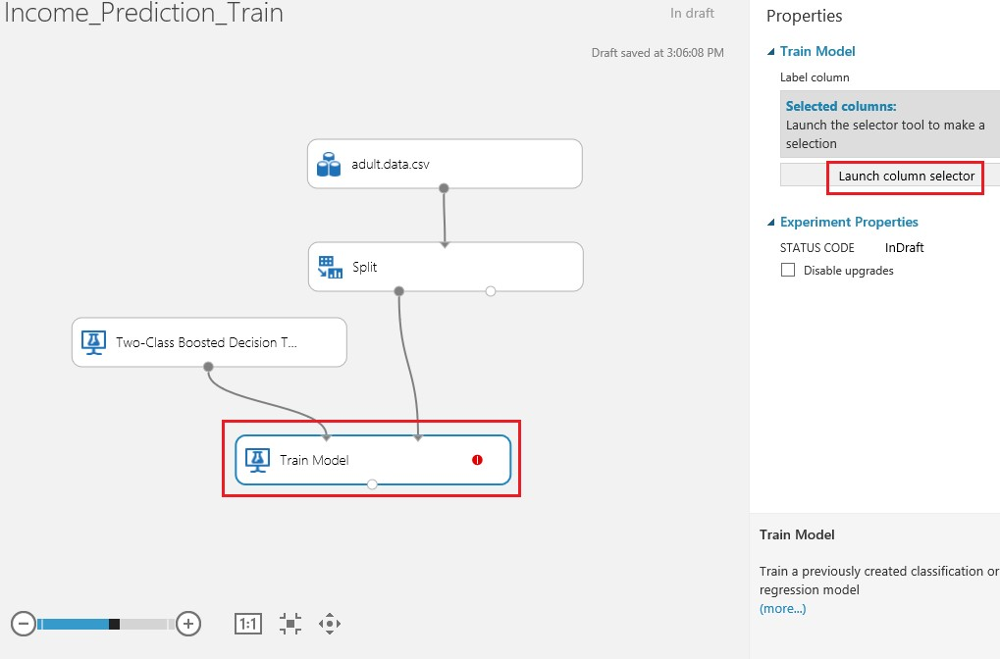 Income_Prediction_Train
In draft
Draft saved at 3:06:08 PM
adult.data.csv
Split
Two-Class Boosted Decision T...
Train Model
1:1
Properties
Train Model
Label column
Selected columns:
Launch the selector tool to make a
selection
Launch column selector
Experiment Properties
STATUS CODE InDraft
Disable upgrades
Train Model
Train a previously created classification or
regression model
(more...)